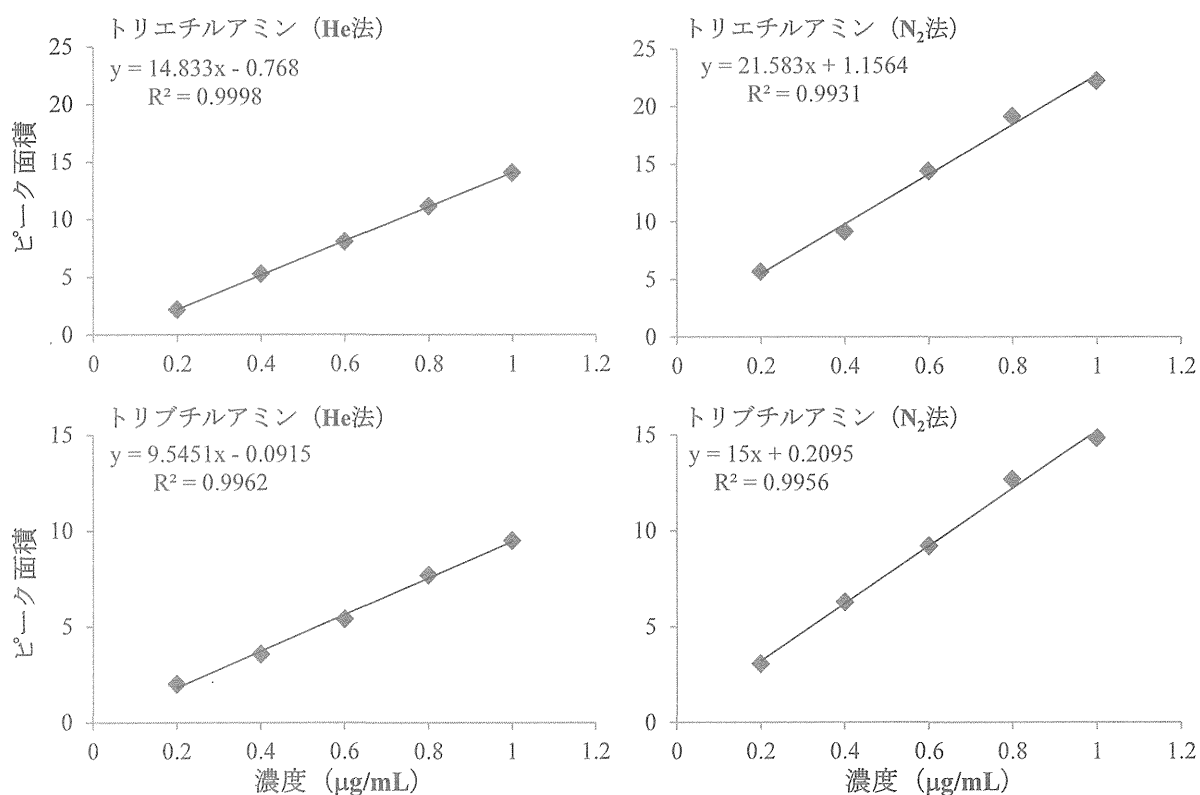 トリエチルアミン（He法）
y = 14.833x - 0.768
R² = 0.9998
25
20
15
10
5
0
0 0.2 0.4 0.6 0.8 1 1.2
ピーク面積
トリエチルアミン（N₂法）
y = 21.583x + 1.1564
R² = 0.9931
25
20
15
10
5
0
0 0.2 0.4 0.6 0.8 1 1.2
トリブチルアミン（He法）
y = 9.5451x - 0.0915
R² = 0.9962
15
10
5
0
0 0.2 0.4 0.6 0.8 1 1.2
ピーク面積
濃度（μg/mL）
トリブチルアミン（N₂法）
y = 15x + 0.2095
R² = 0.9956
15
10
5
0
0 0.2 0.4 0.6 0.8 1 1.2
濃度（μg/mL）